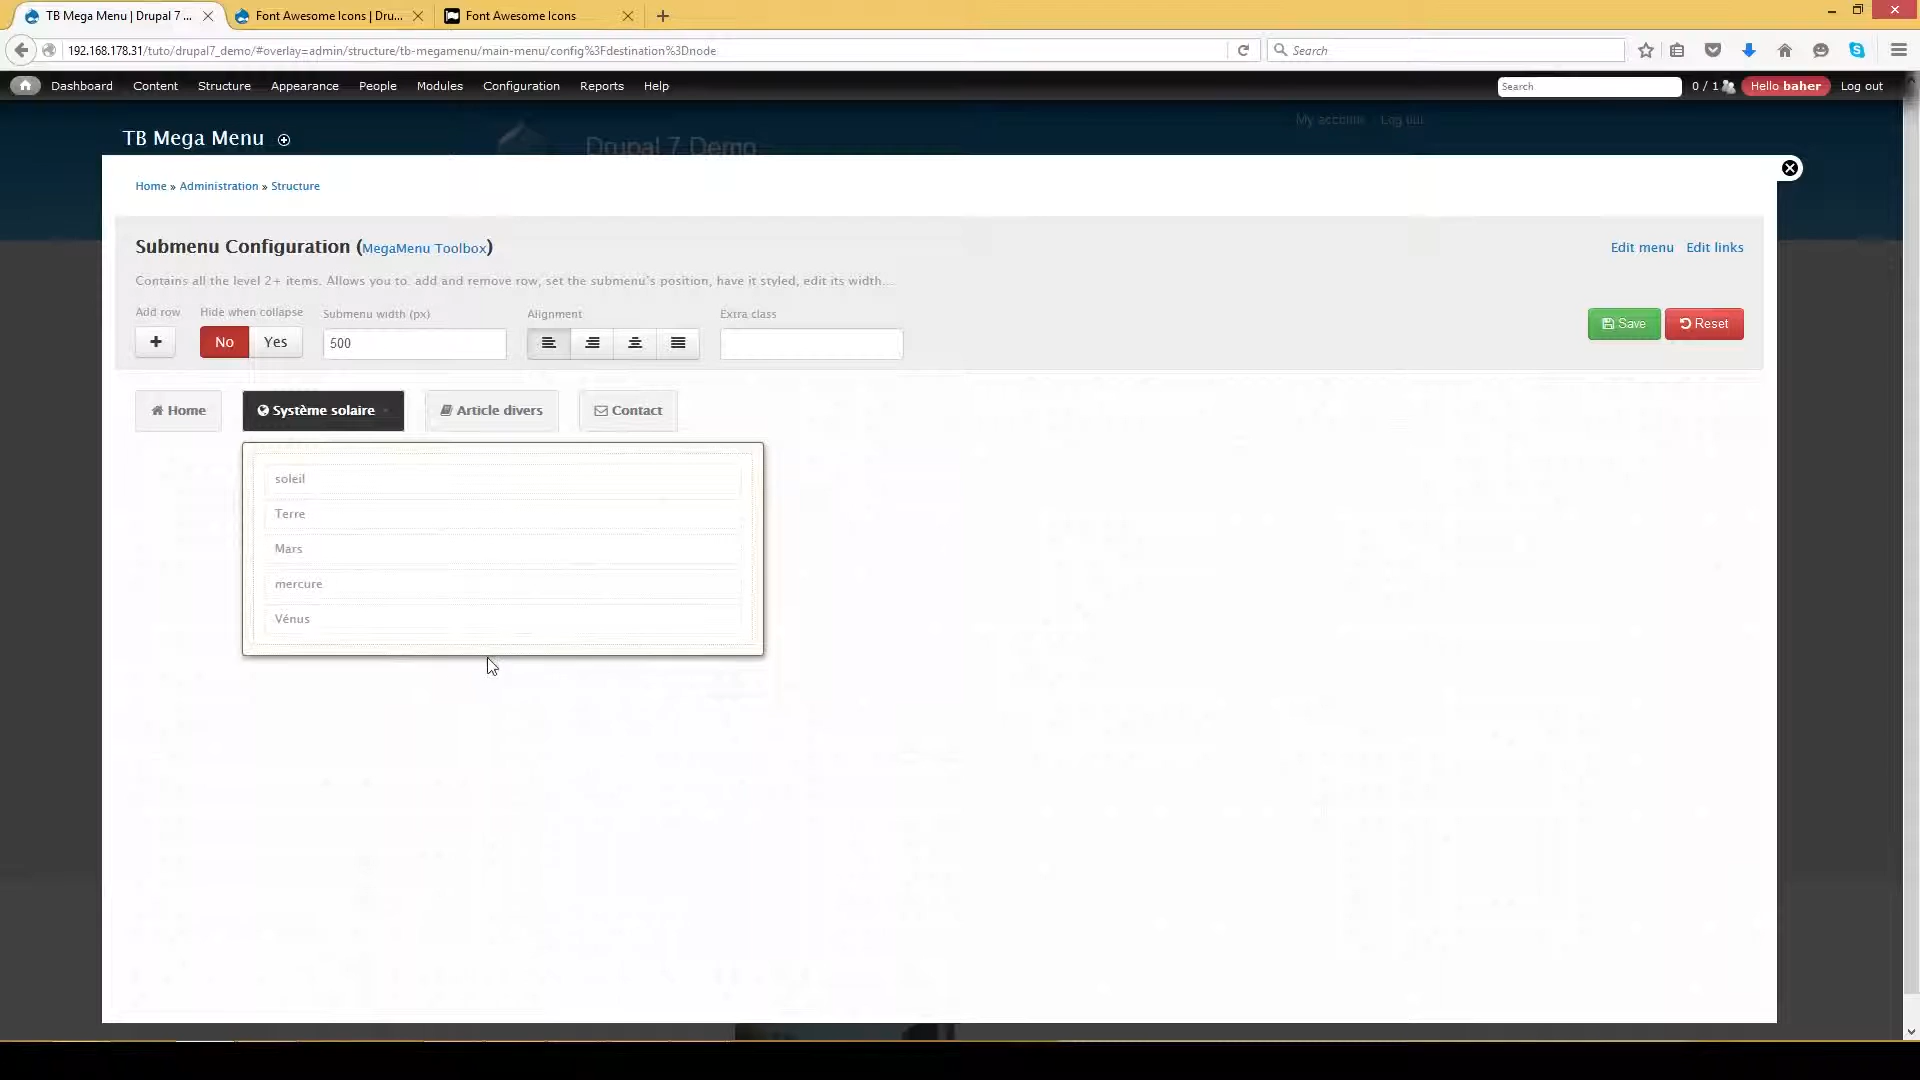 TB Mega Menu | Drupal 7 ...
Font Awesome Icons | Dru...
Font Awesome Icons
192.168.178.31/tuto/drupal7_demo/#overlay=admin/structure/tb-megamenu/main-menu/config%3Fdestination%3Dnode
Search
Dashboard Content Structure Appearance People Modules Configuration Reports Help
Search
0 / 1
Hello baher
Log out
My account Log out
Drupal 7 Demo
TB Mega Menu
Home » Administration » Structure
Submenu Configuration (MegaMenu Toolbox)
Edit menu Edit links
Contains all the level 2+ items. Allows you to: add and remove row, set the submenu's position, have it styled, edit its width...
Add row Hide when collapse Submenu width (px) Alignment Extra class
No Yes 500
Save Reset
Home Système solaire Article divers Contact
soleil
Terre
Mars
mercure
Vénus